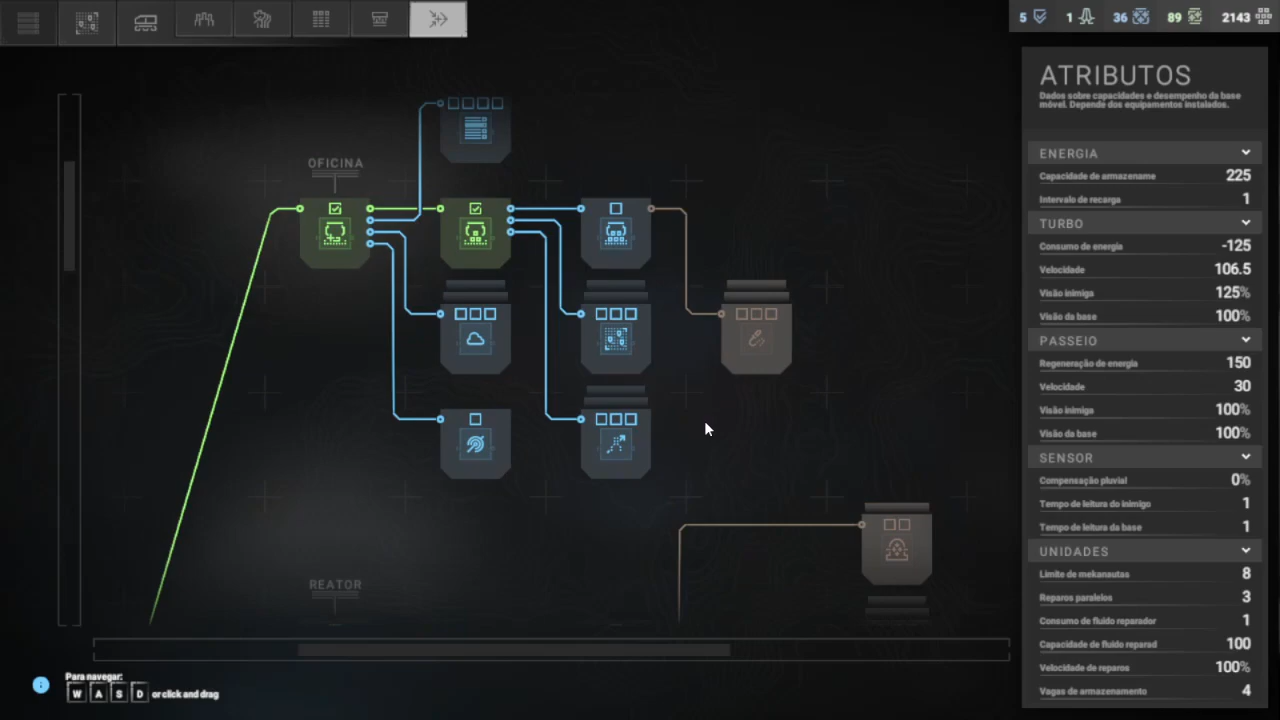 5 1 36 89 2143
ATRIBUTOS
Dados sobre capacidades e desempenho da base
móvel. Depende dos equipamentos instalados.
ENERGIA
Capacidade de armazename 225
Intervalo de recarga 1
TURBO
Consumo de energia -125
Velocidade 106.5
Visão inimiga 125%
Visão da base 100%
PASSEIO
Regeneração de energia 150
Velocidade 30
Visão inimiga 100%
Visão da base 100%
SENSOR
Compensação pluvial 0%
Tempo de leitura do inimigo 1
Tempo de leitura da base 1
UNIDADES
Limite de mekanautas 8
Reparos paralelos 3
Consumo de fluido reparador 1
Capacidade de fluido reparad 100
Velocidade de reparos 100%
Vagas de armazenamento 4
OFICINA
REATOR
Para navegar:
W A S D or click and drag